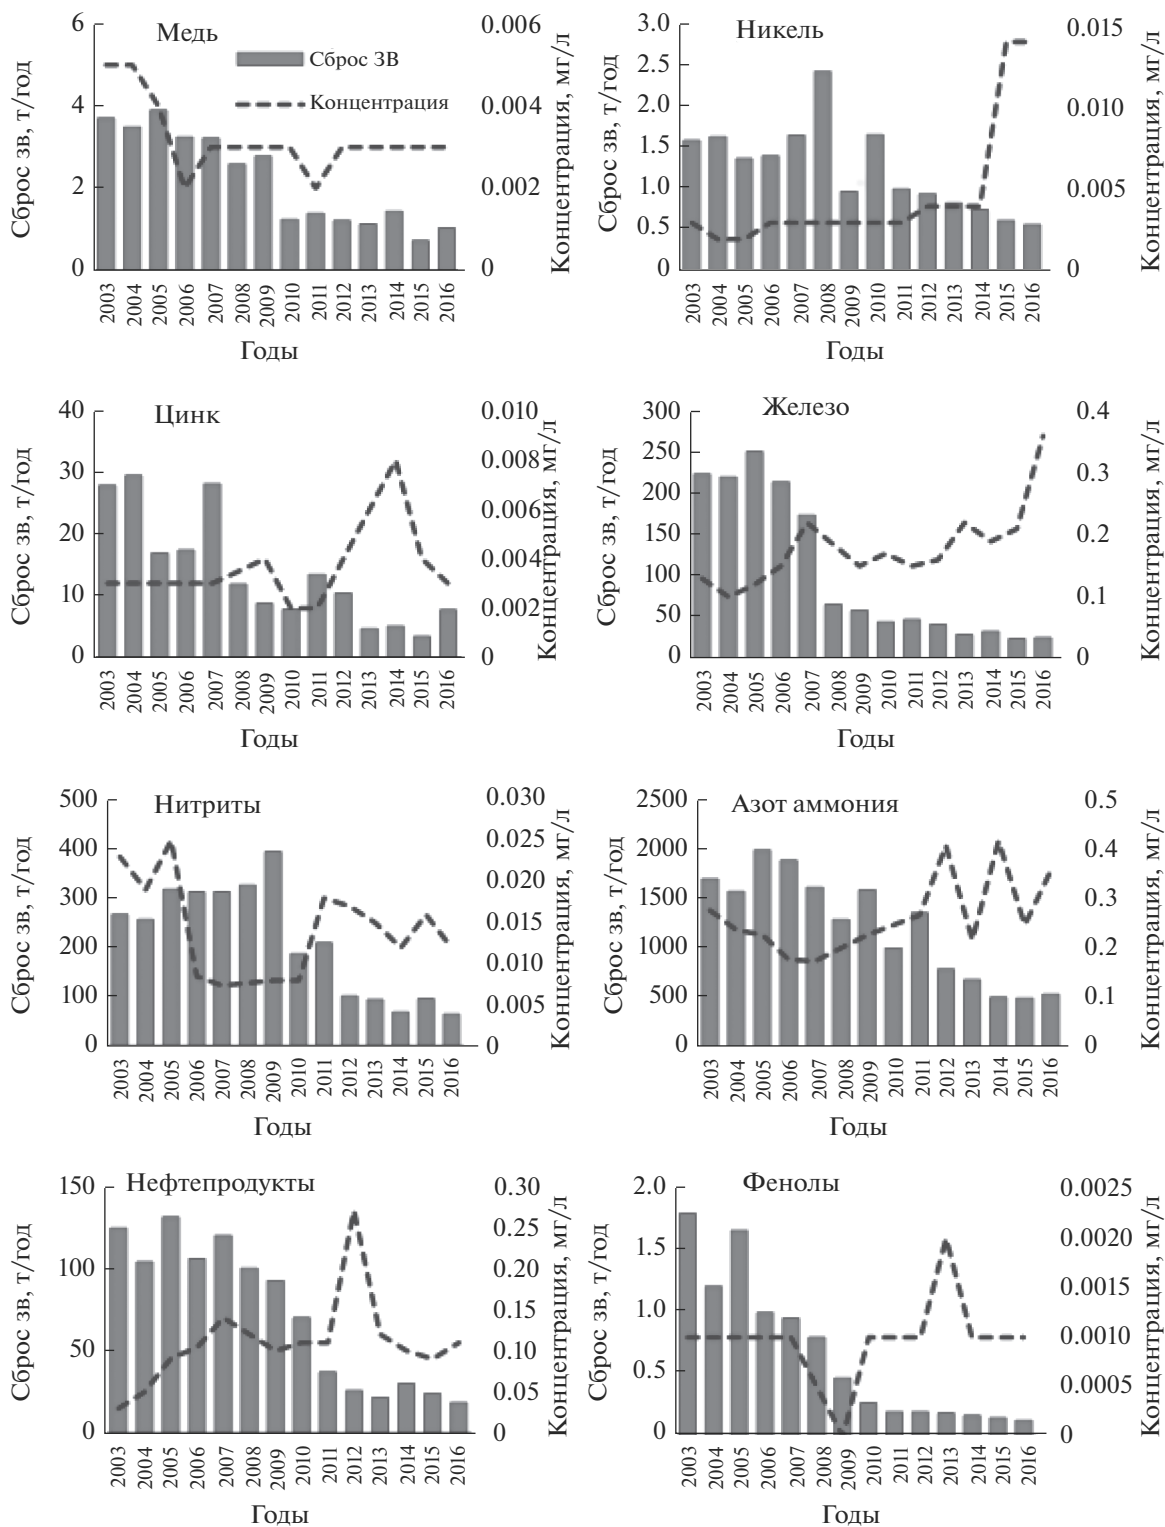 Медь
Сброс ЗВ
Концентрация
Сброс зв, т/год
6
4
2
0
0.006
0.004
0.002
0
Концентрация, мг/л
2003 2004 2005 2006 2007 2008 2009 2010 2011 2012 2013 2014 2015 2016
Годы
Никель
Сброс зв, т/год
3.0
2.5
2.0
1.5
1.0
0.5
0
0.015
0.010
0.005
0
Концентрация, мг/л
2003 2004 2005 2006 2007 2008 2009 2010 2011 2012 2013 2014 2015 2016
Годы
Цинк
Сброс зв, т/год
40
30
20
10
0
0.010
0.008
0.006
0.004
0.002
0
Концентрация, мг/л
2003 2004 2005 2006 2007 2008 2009 2010 2011 2012 2013 2014 2015 2016
Годы
Железо
Сброс зв, т/год
300
250
200
150
100
50
0
0.4
0.3
0.2
0.1
0
Концентрация, мг/л
2003 2004 2005 2006 2007 2008 2009 2010 2011 2012 2013 2014 2015 2016
Годы
Нитриты
Сброс зв, т/год
500
400
300
200
100
0
0.030
0.025
0.020
0.015
0.010
0.005
0
Концентрация, мг/л
2003 2004 2005 2006 2007 2008 2009 2010 2011 2012 2013 2014 2015 2016
Годы
Азот аммония
Сброс зв, т/год
2500
2000
1500
1000
500
0
0.5
0.4
0.3
0.2
0.1
0
Концентрация, мг/л
2003 2004 2005 2006 2007 2008 2009 2010 2011 2012 2013 2014 2015 2016
Годы
Нефтепродукты
Сброс зв, т/год
150
100
50
0
0.30
0.25
0.20
0.15
0.10
0.05
0
Концентрация, мг/л
2003 2004 2005 2006 2007 2008 2009 2010 2011 2012 2013 2014 2015 2016
Годы
Фенолы
Сброс зв, т/год
2.0
1.5
1.0
0.5
0
0.0025
0.0020
0.0015
0.0010
0.0005
0
Концентрация, мг/л
2003 2004 2005 2006 2007 2008 2009 2010 2011 2012 2013 2014 2015 2016
Годы